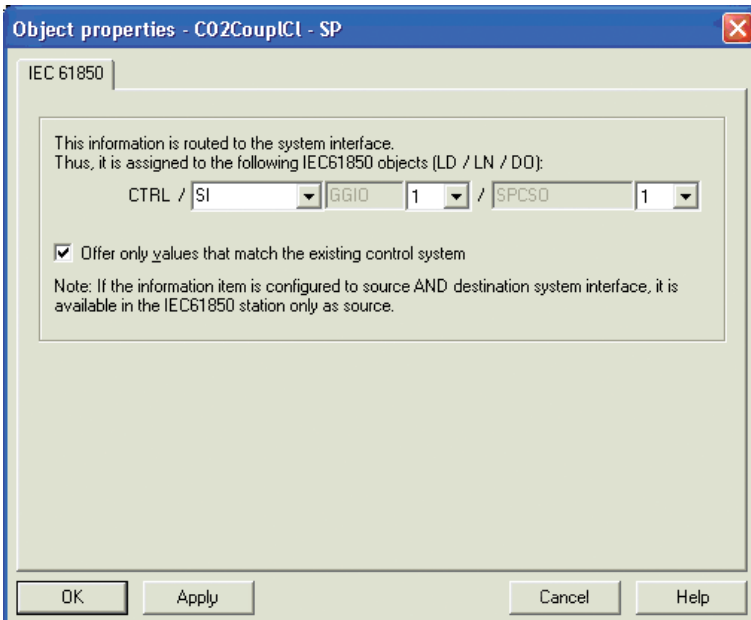 Object properties - CO2CouplCl - SP
IEC 61850
This information is routed to the system interface.
Thus, it is assigned to the following IEC61850 objects (LD / LN / DO):
CTRL / SI GGIO 1 / SPCSO 1
Offer only values that match the existing control system
Note: If the information item is configured to source AND destination system interface, it is
available in the IEC61850 station only as source.
OK Apply Cancel Help